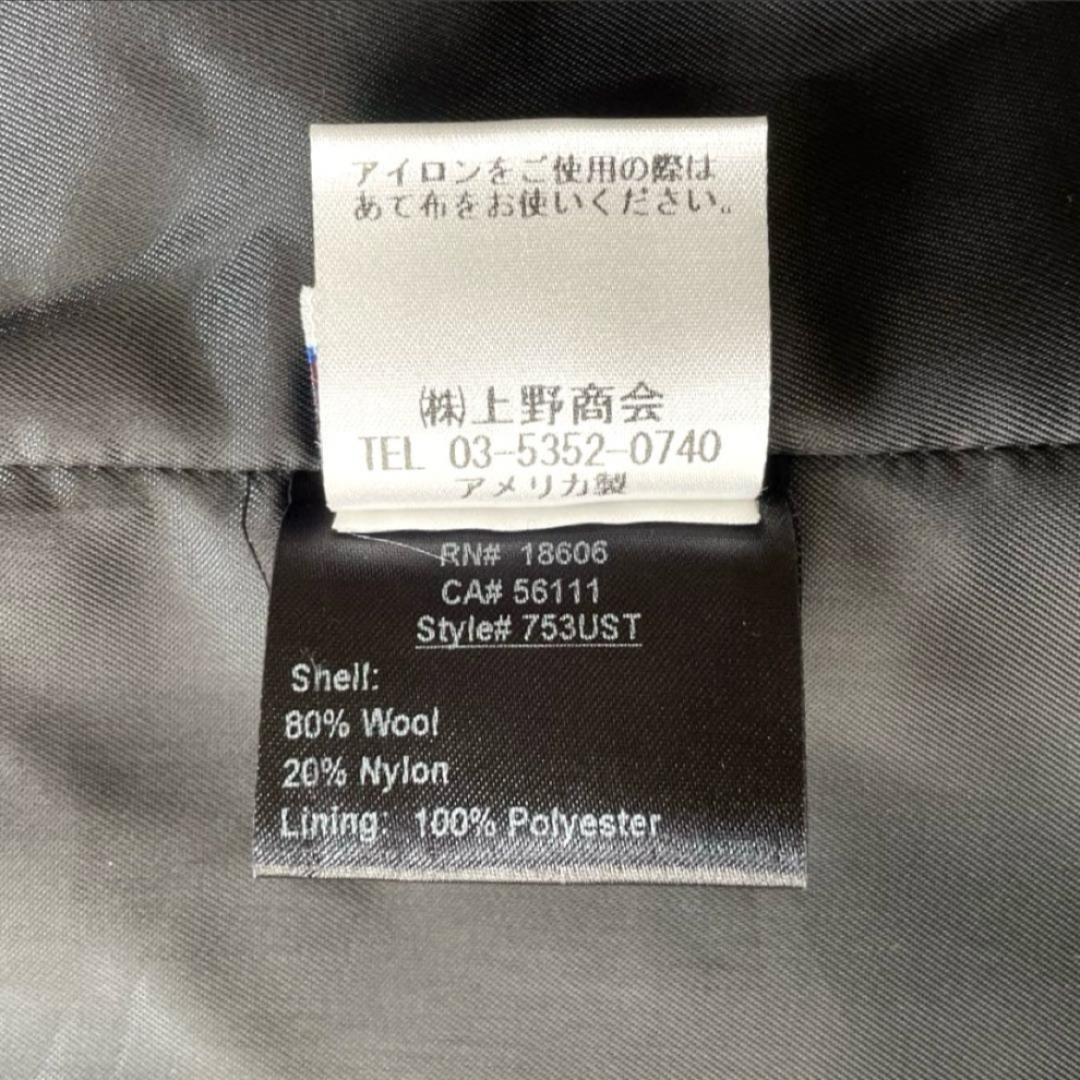 アイロンをご使用の際は
あて布をお使いください。
㈱上野商会
TEL 03-5352-0740
アメリカ製
RN# 18606
CA# 56111
Style# 753UST
Shell:
80% Wool
20% Nylon
Lining: 100% Polyester